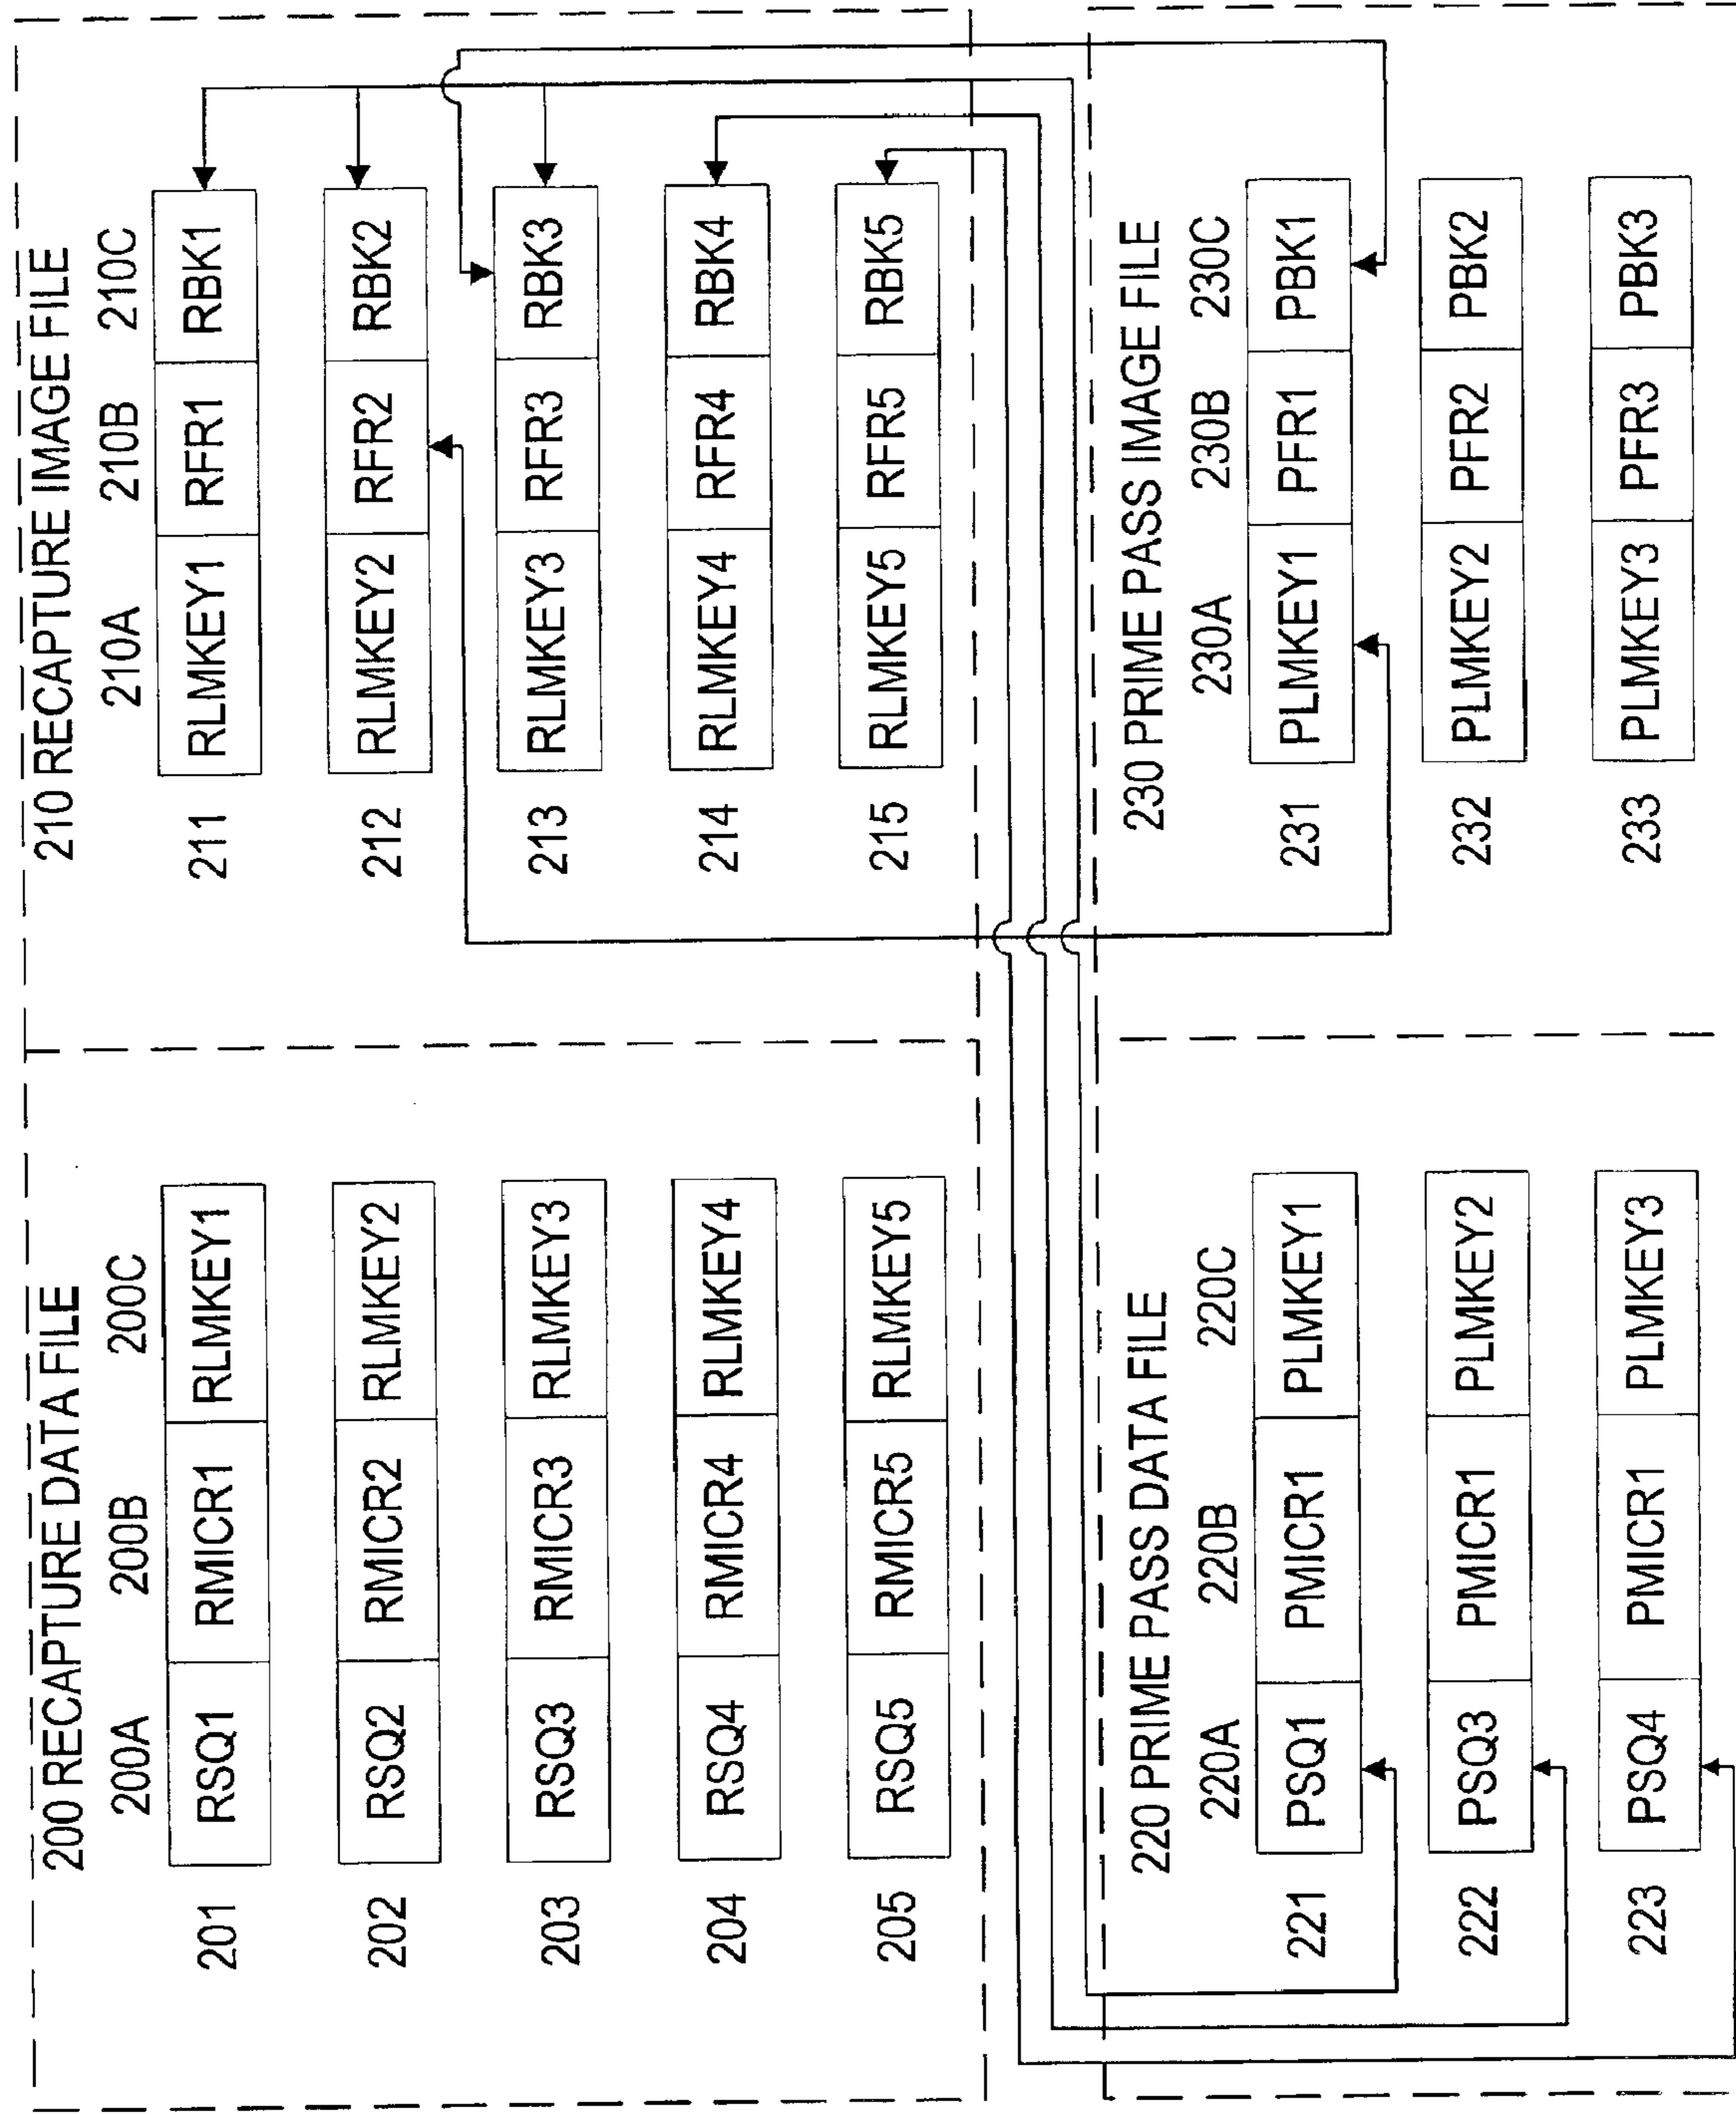 200 RECAPTURE DATA FILE
200A 200B 200C
201 RSQ1 RMICR1 RLMKEY1
202 RSQ2 RMICR2 RLMKEY2
203 RSQ3 RMICR3 RLMKEY3
204 RSQ4 RMICR4 RLMKEY4
205 RSQ5 RMICR5 RLMKEY5
210 RECAPTURE IMAGE FILE
210A 210B 210C
211 RLMKEY1 RFR1 RBK1
212 RLMKEY2 RFR2 RBK2
213 RLMKEY3 RFR3 RBK3
214 RLMKEY4 RFR4 RBK4
215 RLMKEY5 RFR5 RBK5
220 PRIME PASS DATA FILE
220A 220B 220C
221 PSQ1 PMICR1 PLMKEY1
222 PSQ3 PMICR1 PLMKEY2
223 PSQ4 PMICR1 PLMKEY3
230 PRIME PASS IMAGE FILE
230A 230B 230C
231 PLMKEY1 PFR1 PBK1
232 PLMKEY2 PFR2 PBK2
233 PLMKEY3 PFR3 PBK3